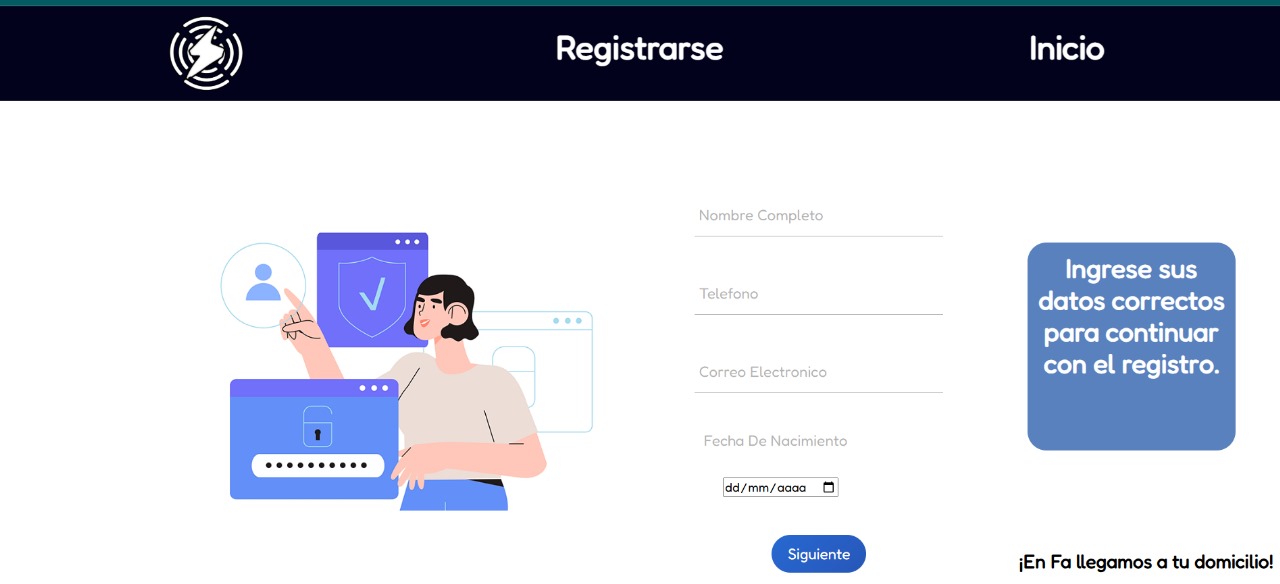 Registrarse
Inicio
Nombre Completo
Telefono
Correo Electronico
Fecha De Nacimiento
dd/mm/aaaa
Siguiente
Ingrese sus
datos correctos
para continuar
con el registro.
¡En Fa llegamos a tu domicilio!